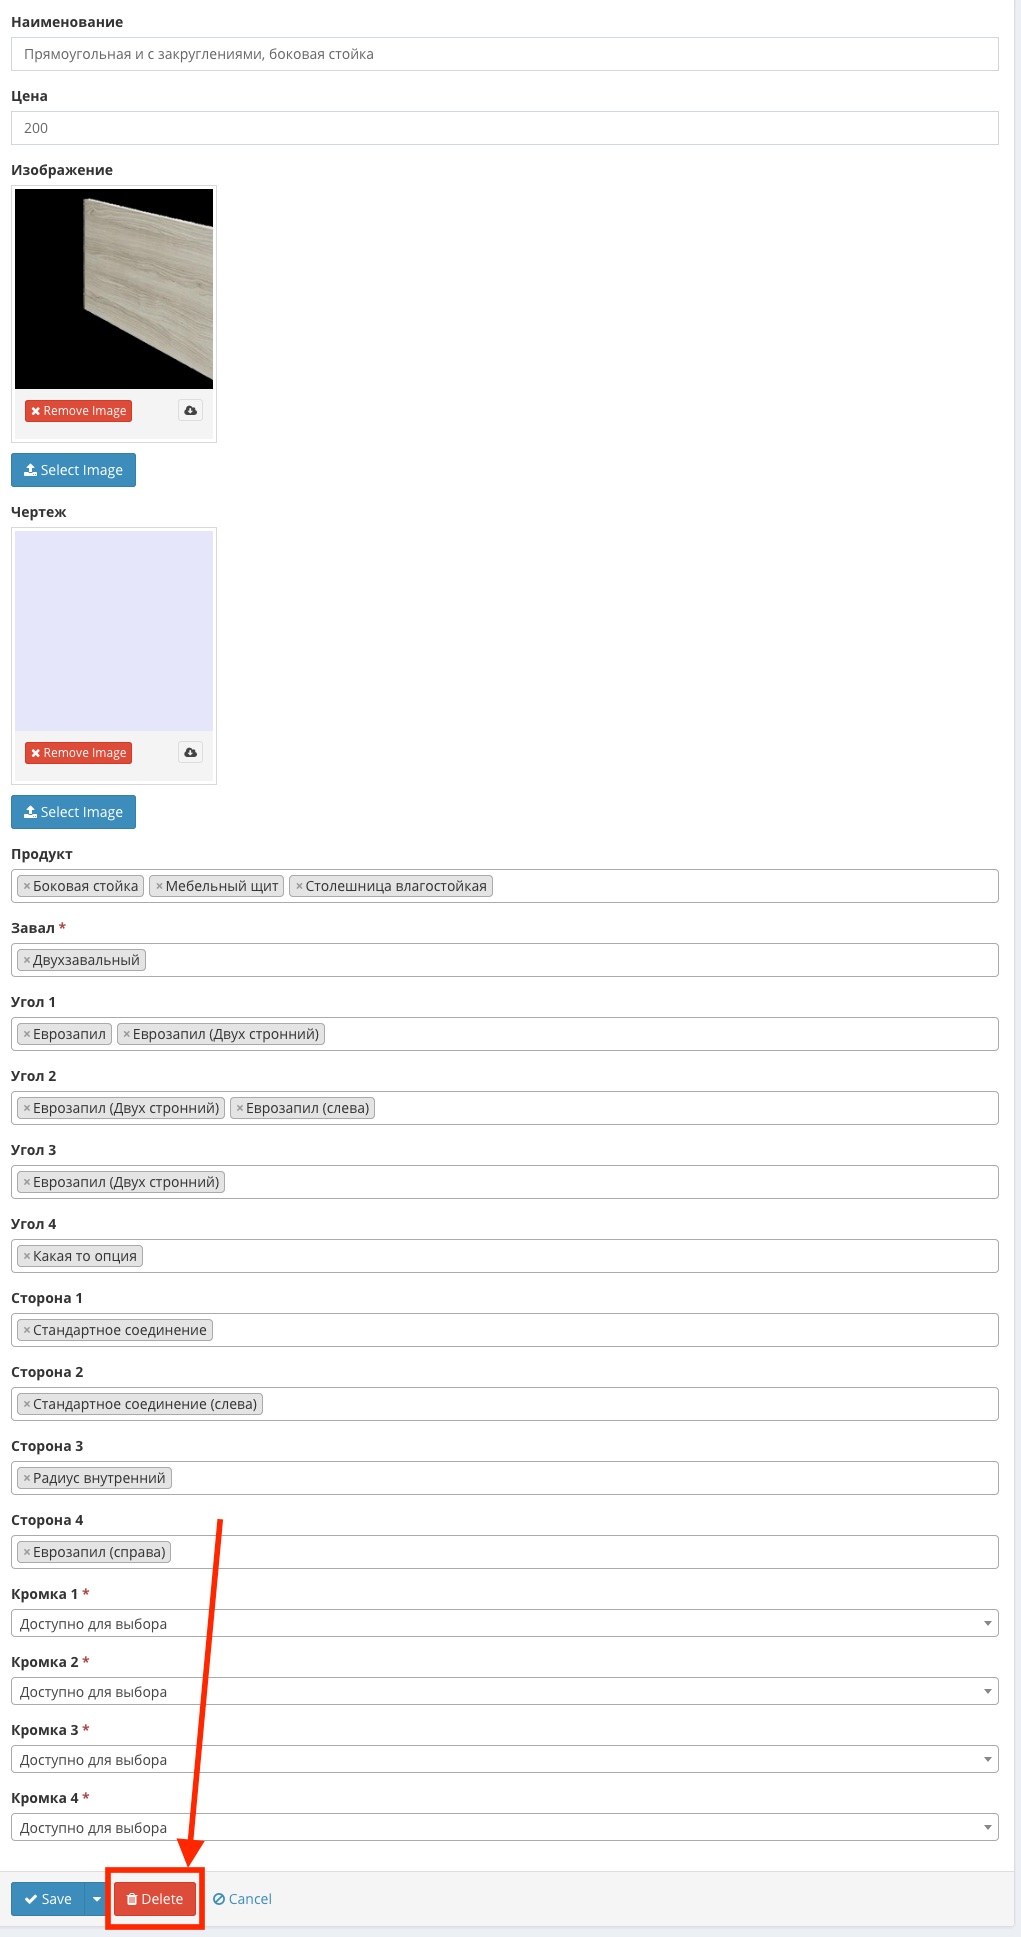 Наименование
Прямоугольная и с закруглениями, боковая стойка
Цена
200
Изображение
Remove Image
Select Image
Чертеж
Remove Image
Select Image
Продукт
×Боковая стойка ×Мебельный щит ×Столешница влагостойкая
Завал *
×Двухзавальный
Угол 1
×Еврозапил ×Еврозапил (Двух стронний)
Угол 2
×Еврозапил (Двух стронний) ×Еврозапил (слева)
Угол 3
×Еврозапил (Двух стронний)
Угол 4
×Какая то опция
Сторона 1
×Стандартное соединение
Сторона 2
×Стандартное соединение (слева)
Сторона 3
×Радиус внутренний
Сторона 4
×Еврозапил (справа)
Кромка 1 *
Доступно для выбора
Кромка 2 *
Доступно для выбора
Кромка 3 *
Доступно для выбора
Кромка 4 *
Доступно для выбора
Save Delete Cancel